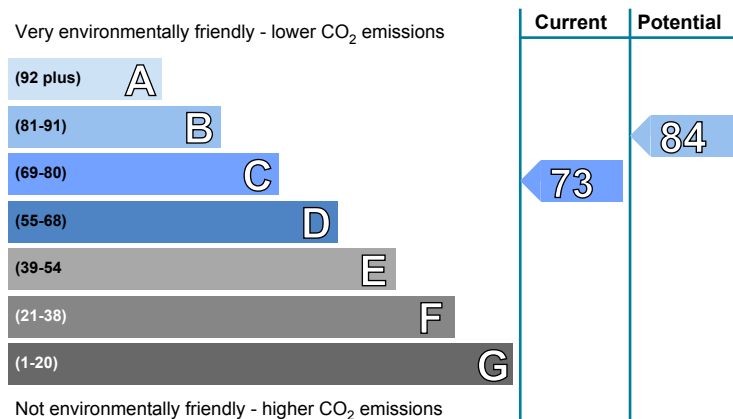 Very environmentally friendly - lower CO₂ emissions
Current
Potential
(92 plus) A
(81-91) B
84
(69-80) C
73
(55-68) D
(39-54 E
(21-38) F
(1-20) G
Not environmentally friendly - higher CO₂ emissions